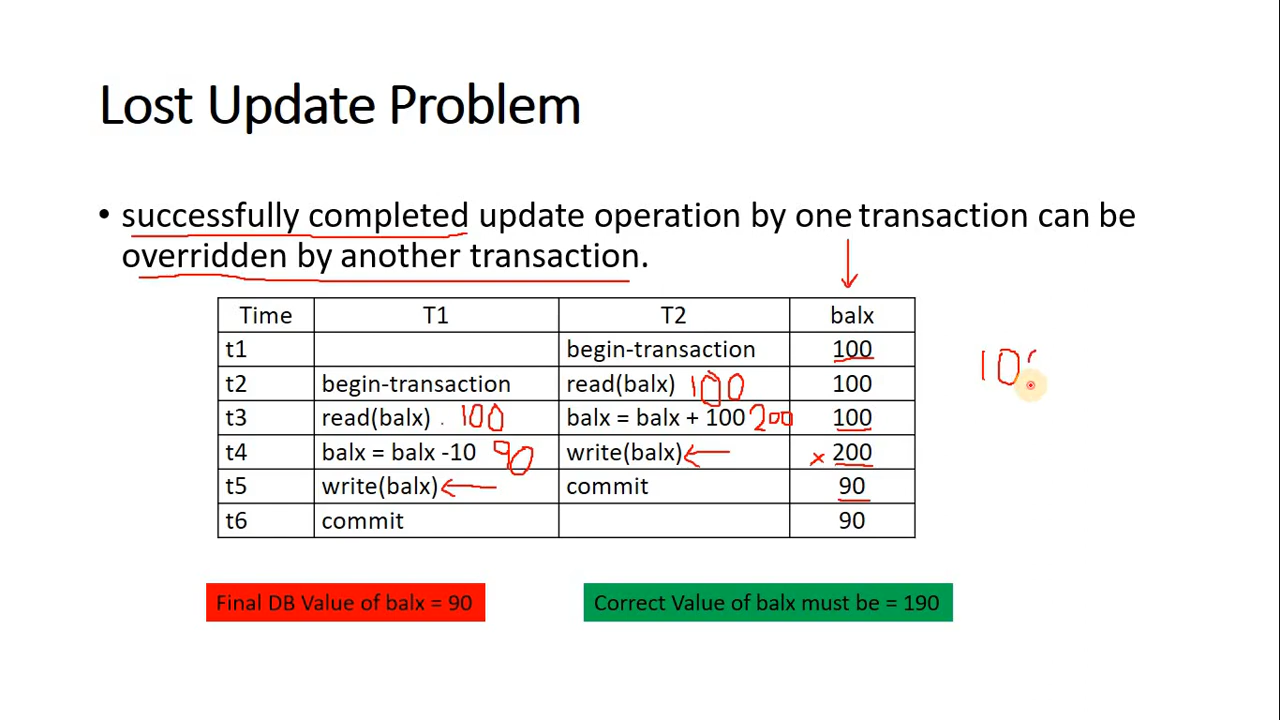 Lost Update Problem
• successfully completed update operation by one transaction can be
overridden by another transaction.
Time T1 T2 balx
t1 begin-transaction 100
t2 begin-transaction read(balx) 100 100
t3 read(balx) 100 balx = balx + 100 200 100
t4 balx = balx -10 90 write(balx) x 200
t5 write(balx) commit 90
t6 commit 90
10
Final DB Value of balx = 90 Correct Value of balx must be = 190